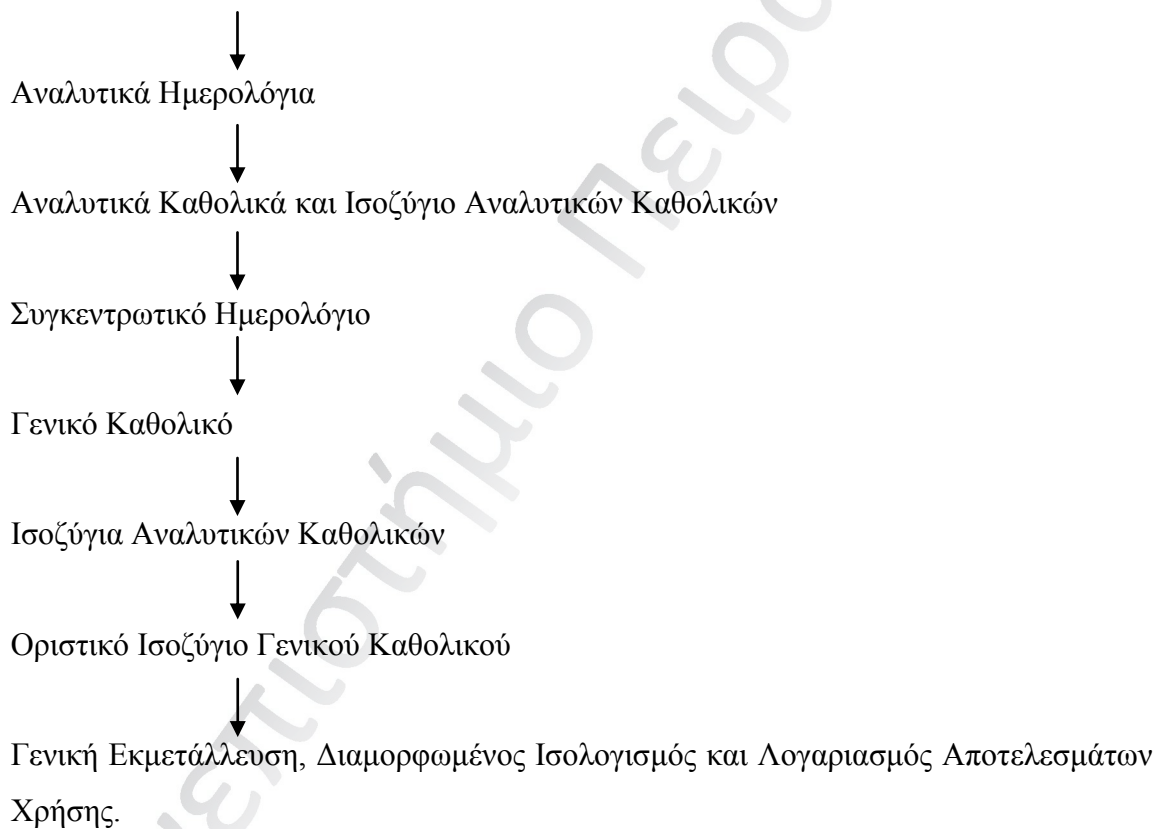 Αναλυτικά Ημερολόγια
Αναλυτικά Καθολικά και Ισοζύγιο Αναλυτικών Καθολικών
Συγκεντρωτικό Ημερολόγιο
Γενικό Καθολικό
Ισοζύγια Αναλυτικών Καθολικών
Οριστικό Ισοζύγιο Γενικού Καθολικού
Γενική Εκμετάλλευση, Διαμορφωμένος Ισολογισμός και Λογαριασμός Αποτελεσμάτων
Χρήσης.